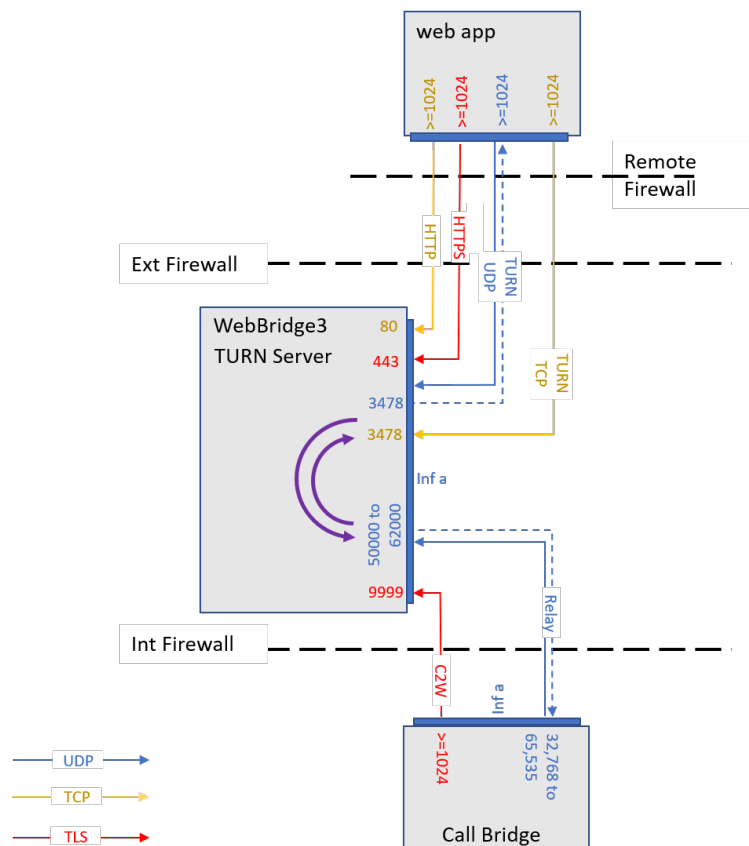 web app
>=1024
>=1024
>=1024
>=1024
Remote
Firewall
HTTP
HTTPS
TURN
UDP
Ext Firewall
WebBridge3
TURN Server
80
443
3478
3478
TURN
TCP
Inf a
50000 to
62000
9999
Relay
Int Firewall
C2W
Inf a
>=1024
32,768 to
65,535
Call Bridge
UDP
TCP
TLS